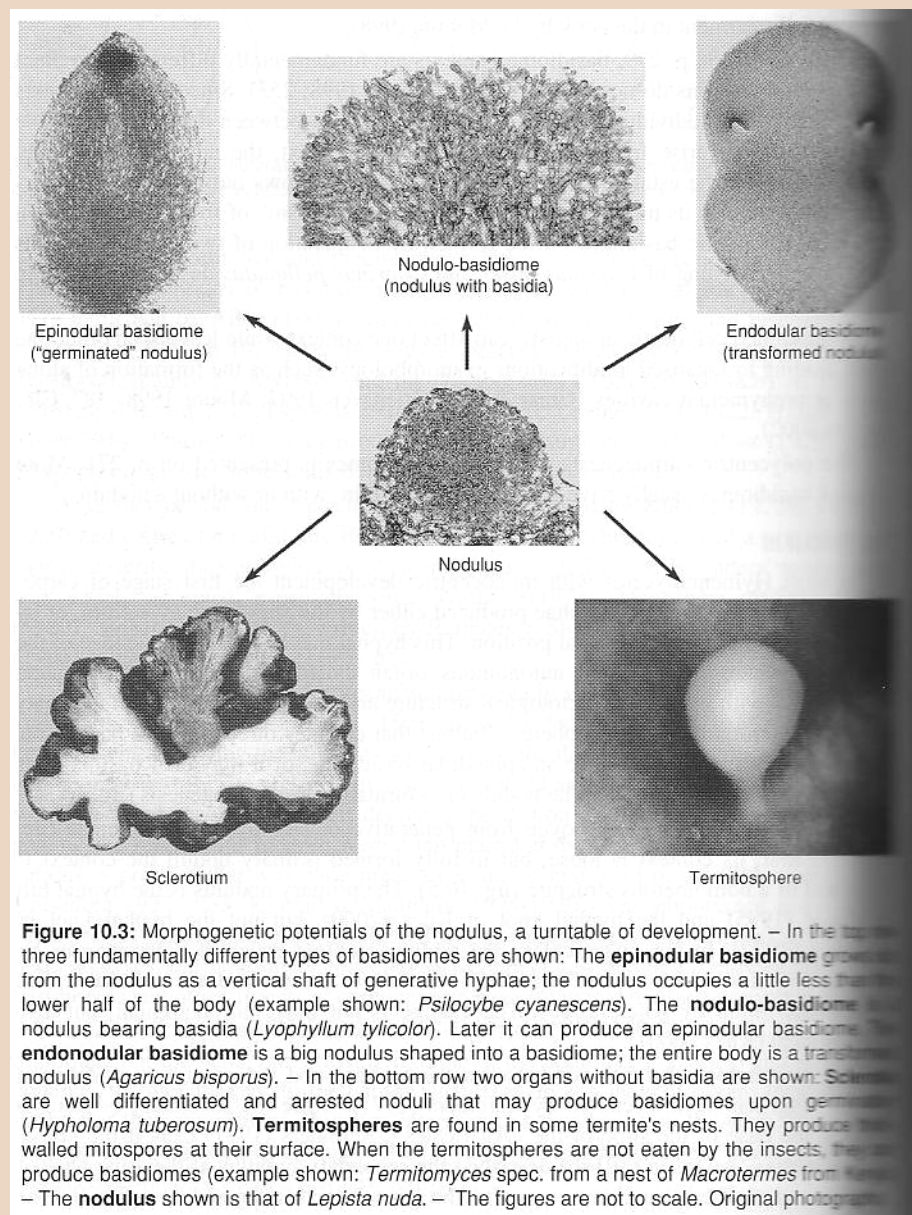 Epinodular basidiome
("germinated" nodulus)
Nodulo-basidiome
(nodulus with basidia)
Endodular
(transformed
Nodulus
Sclerotium
Termitosphere
Figure 10.3: Morphogenetic potentials of the nodulus, a turntable of development. – In the
three fundamentally different types of basidiomes are shown: The epinodular basidiome
from the nodulus as a vertical shaft of generative hyphae; the nodulus occupies a little less
lower half of the body (example shown: Psilocybe cyanescens). The nodulo-basidiome
nodulus bearing basidia (Lyophyllum tylicolor). Later it can produce an epinodular
endonodular basidiome is a big nodulus shaped into a basidiome; the entire body is a
nodulus (Agaricus bisporus). – In the bottom row two organs without basidia are shown:
are well differentiated and arrested noduli that may produce basidiomes upon
(Hypholoma tuberosum). Termitospheres are found in some termite's nests. They produce
walled mitospores at their surface. When the termitospheres are not eaten by the insects,
produce basidiomes (example shown: Termitomyces spec. from a nest of Macrotermes from
– The nodulus shown is that of Lepista nuda. – The figures are not to scale. Original